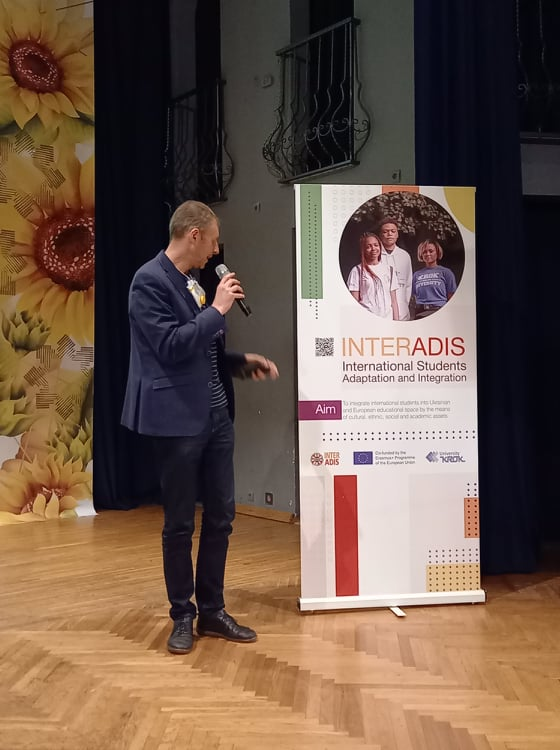 INTERADIS
International Students
Adaptation and Integration
Aim
To integrate international students into Ukrainian
and European educational space by the means
of cultural, ethnic, social and academic assets
INTER
ADIS
Co-funded by the
Erasmus+ Programme
of the European Union
University
KROK